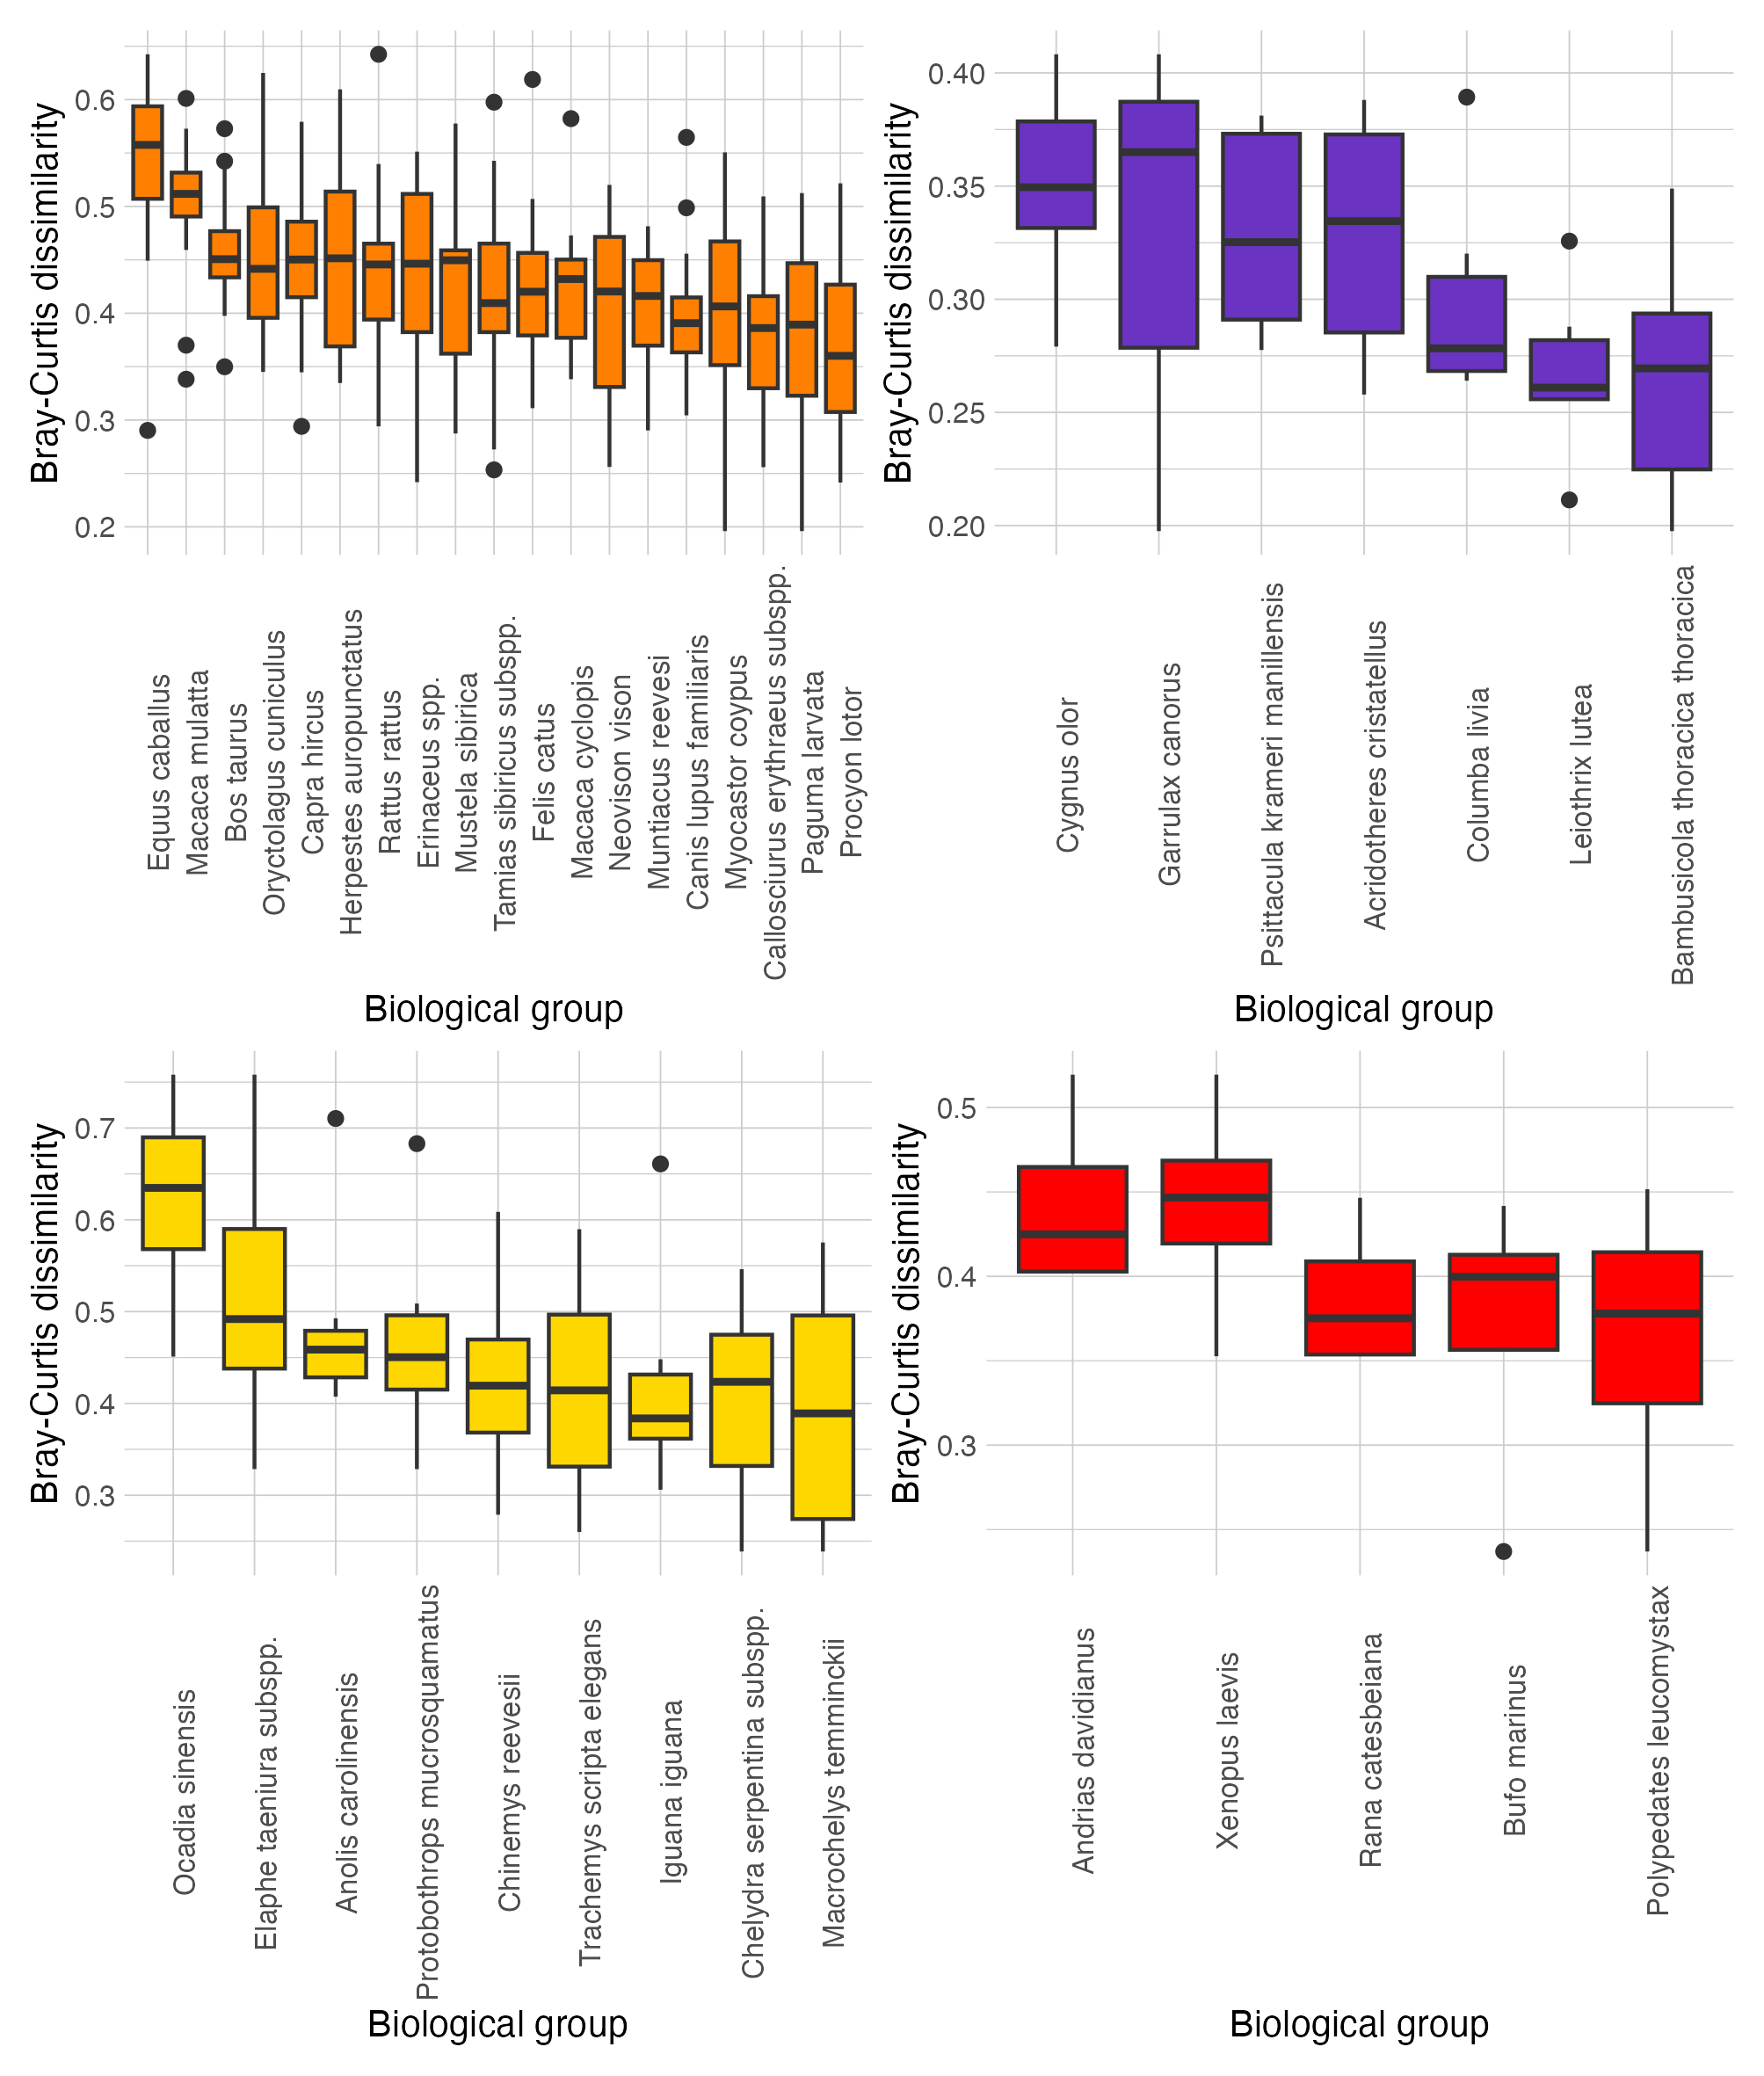 Bray-Curtis dissimilarity
0.6
0.5
0.4
0.3
0.2
Equus caballus
Macaca mulatta
Bos taurus
Oryctolagus cuniculus
Capra hircus
Herpestes auropunctatus
Rattus rattus
Erinaceus spp.
Mustela sibirica
Tamias sibiricus subspp.
Felis catus
Macaca cyclopis
Neovison vison
Muntiacus reevesi
Canis lupus familiaris
Myocastor coypus
Callosciurus erythraeus subspp.
Paguma larvata
Procyon lotor
Biological group
Bray-Curtis dissimilarity
0.40
0.35
0.30
0.25
0.20
Cygnus olor
Garrulax canorus
Psittacula krameri manillensis
Acridotheres cristatellus
Columba livia
Leiothrix lutea
Bambusicola thoracica thoracica
Biological group
Bray-Curtis dissimilarity
0.7
0.6
0.5
0.4
0.3
Ocadia sinensis
Elaphe taeniura subspp.
Anolis carolinensis
Protobothrops mucrosquamatus
Chinemys reevesii
Trachemys scripta elegans
Iguana iguana
Chelydra serpentina subspp.
Macrochelys temminckii
Biological group
Bray-Curtis dissimilarity
0.5
0.4
0.3
Andrias davidianus
Xenopus laevis
Rana catesbeiana
Bufo marinus
Polypedates leucomystax
Biological group